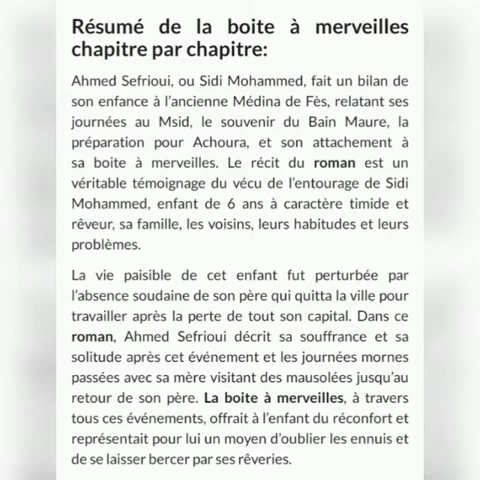 Résumé de la boite à merveilles
chapitre par chapitre:
Ahmed Sefrioui, ou Sidi Mohammed, fait un bilan de
son enfance à l'ancienne Médina de Fès, relatant ses
journées au Msid, le souvenir du Bain Maure, la
préparation pour Achoura, et son attachement à
sa boite à merveilles. Le récit du roman est un
véritable témoignage du vécu de l'entourage de Sidi
Mohammed, enfant de 6 ans à caractère timide et
rêveur, sa famille, les voisins, leurs habitudes et leurs
problèmes.
La vie paisible de cet enfant fut perturbée par
l'absence soudaine de son père qui quitta la ville pour
travailler après la perte de tout son capital. Dans ce
roman, Ahmed Sefrioui décrit sa souffrance et sa
solitude après cet événement et les journées mornes
passées avec sa mère visitant des mausolées jusqu'au
retour de son père. La boite à merveilles, à travers
tous ces événements, offrait à l'enfant du réconfort et
représentait pour lui un moyen d'oublier les ennuis et
de se laisser bercer par ses rêveries.